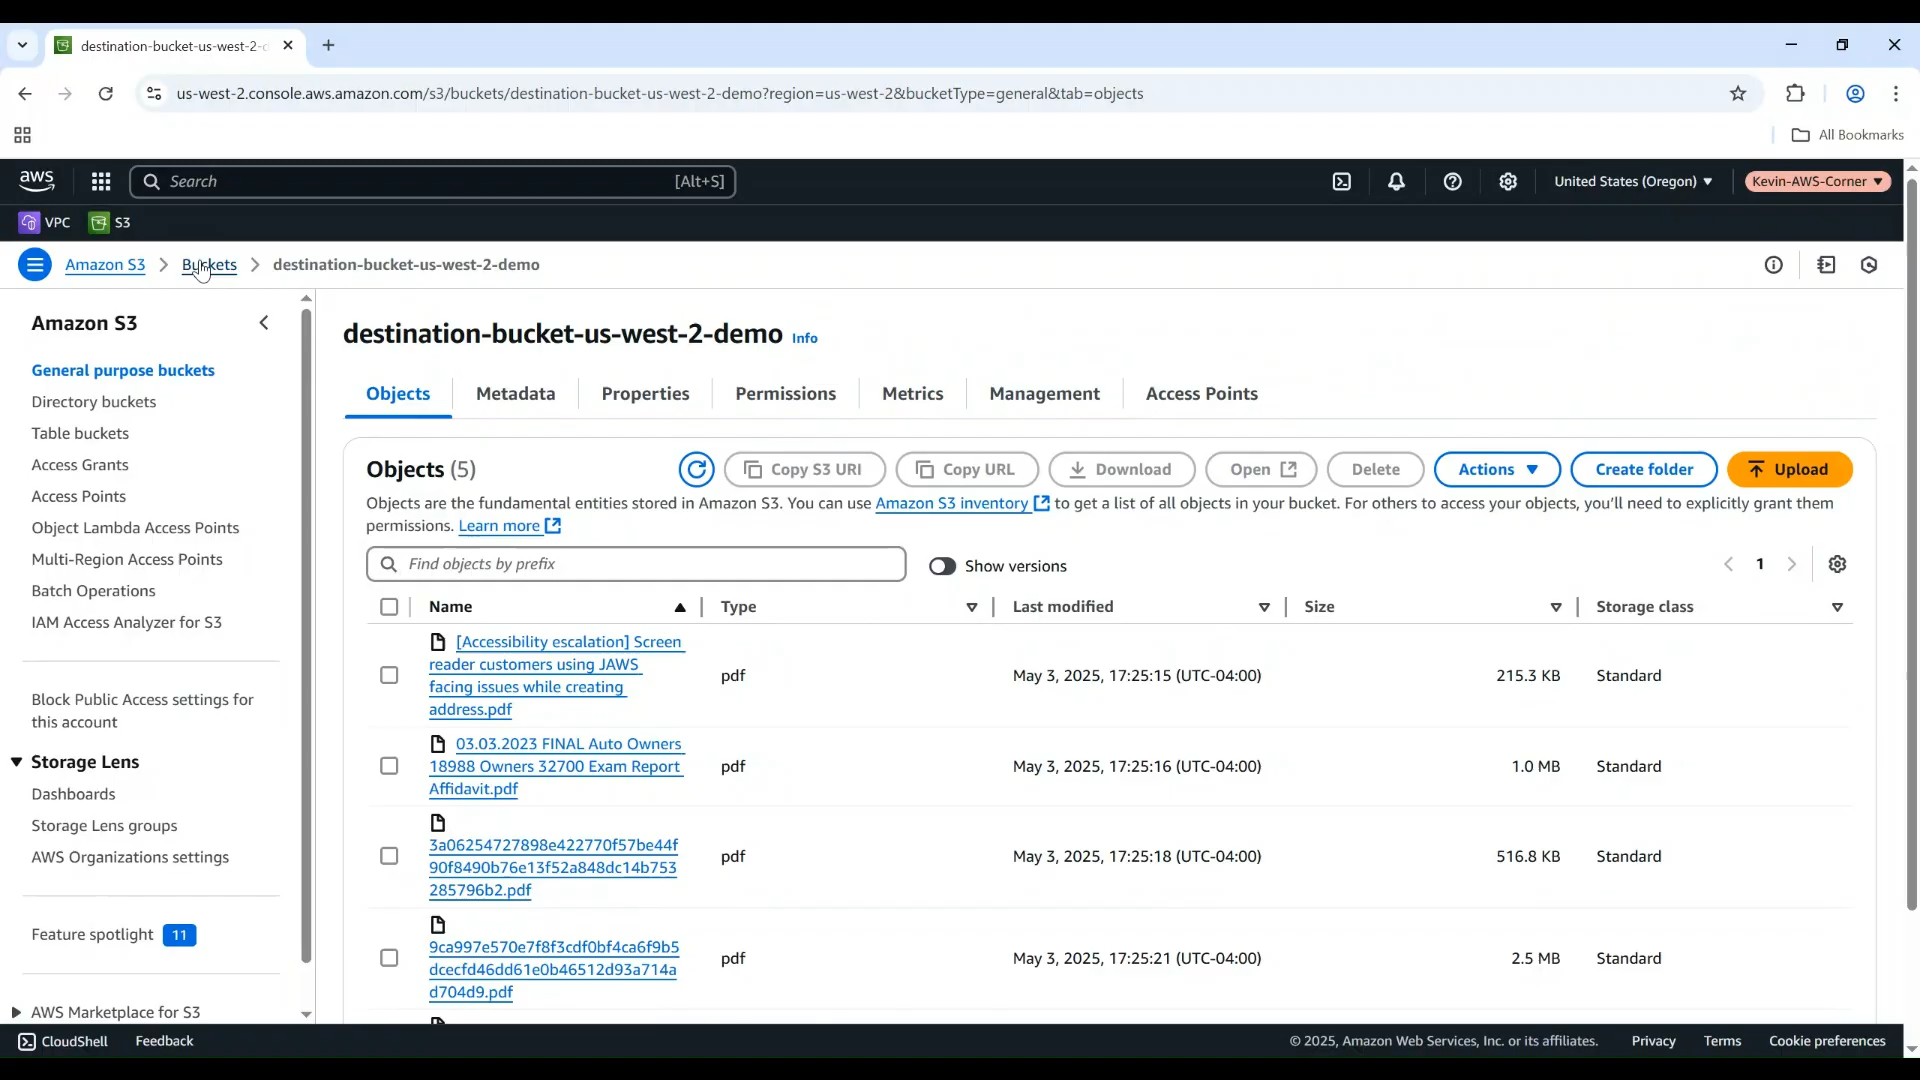 destination-bucket-us-west-2-d
us-west-2.console.aws.amazon.com/s3/buckets/destination-bucket-us-west-2-demo?region=us-west-2&bucketType=general&tab=objects
All Bookmarks
aws
Search
[Alt+S]
United States (Oregon)
Kevin-AWS-Corner
VPC
S3
Amazon S3
Buckets
destination-bucket-us-west-2-demo
Amazon S3
General purpose buckets
Directory buckets
Table buckets
Access Grants
Access Points
Object Lambda Access Points
Multi-Region Access Points
Batch Operations
IAM Access Analyzer for S3
Block Public Access settings for
this account
Storage Lens
Dashboards
Storage Lens groups
AWS Organizations settings
Feature spotlight 11
AWS Marketplace for S3
destination-bucket-us-west-2-demo Info
Objects
Metadata
Properties
Permissions
Metrics
Management
Access Points
Objects (5)
Copy S3 URI
Copy URL
Download
Open
Delete
Actions
Create folder
Upload
Objects are the fundamental entities stored in Amazon S3. You can use Amazon S3 inventory to get a list of all objects in your bucket. For others to access your objects, you'll need to explicitly grant them
permissions. Learn more
Find objects by prefix
Show versions
1
Name
Type
Last modified
Size
Storage class
[Accessibility escalation] Screen
reader customers using JAWS
facing issues while creating
address.pdf
pdf
May 3, 2025, 17:25:15 (UTC-04:00)
215.3 KB
Standard
03.03.2023 FINAL Auto Owners
18988 Owners 32700 Exam Report
Affidavit.pdf
pdf
May 3, 2025, 17:25:16 (UTC-04:00)
1.0 MB
Standard
3a06254727898e422770f57be44f
90f8490b76e13f52a848dc14b753
285796b2.pdf
pdf
May 3, 2025, 17:25:18 (UTC-04:00)
516.8 KB
Standard
9ca997e570e7f8f3cdf0bf4ca6f9b5
dcecfd46dd61e0b46512d93a714a
d704d9.pdf
pdf
May 3, 2025, 17:25:21 (UTC-04:00)
2.5 MB
Standard
CloudShell
Feedback
© 2025, Amazon Web Services, Inc. or its affiliates.
Privacy
Terms
Cookie preferences